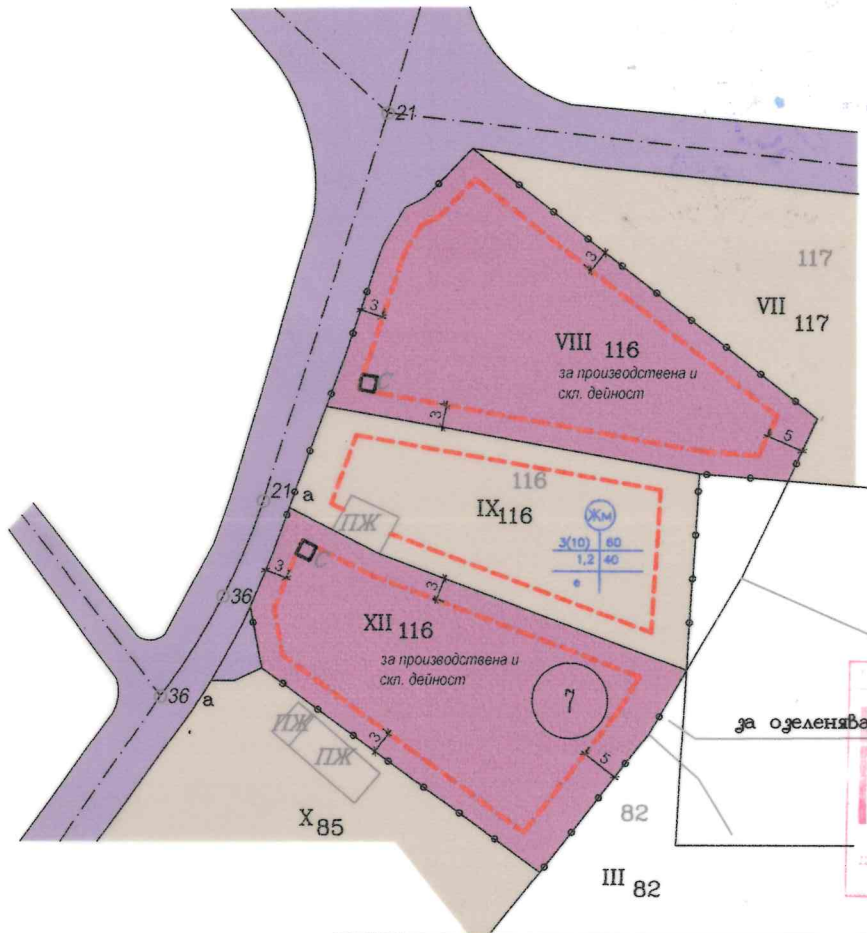 21
117
VII 117
3
VIII 116
за производствена и
скл. дейност
3
С
3
5
21 а
116
IX 116
ПЖ
Жм
3(10) 60
1,2 40
е
С
3
3
36
XII 116
за производствена и
скл. дейност
7
36 а
ПЖ
ПЖ
3
5
за озеленява
X 85
82
III 82